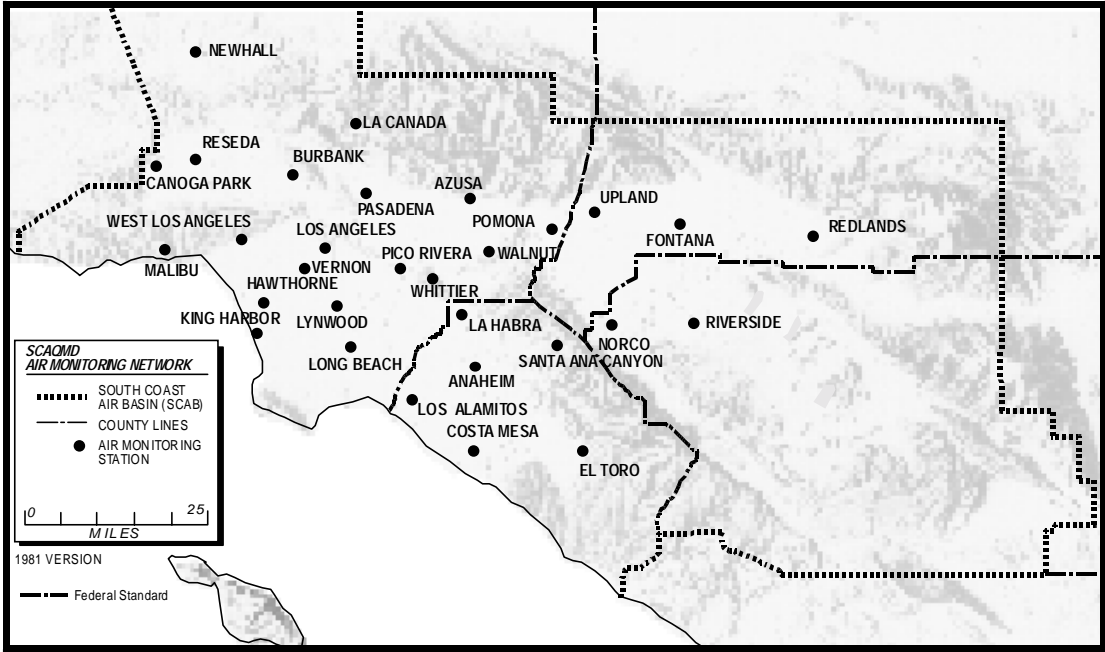 NEWHALL
LA CANADA
RESEDA
BURBANK
CANOGA PARK
AZUSA
UPLAND
PASADENA
WEST LOS ANGELES
LOS ANGELES
POMONA
REDLANDS
FONTANA
PICO RIVERA
WALNUT
MALIBU
VERNON
HAWTHORNE
WHITTIER
KING HARBOR
LYNWOOD
LA HABRA
RIVERSIDE
NORCO
LONG BEACH
SANTA ANA CANYON
ANAHEIM
LOS ALAMITOS
COSTA MESA
EL TORO
SCAQMD
AIR MONITORING NETWORK
SOUTH COAST
AIR BASIN (SCAB)
COUNTY LINES
AIR MONITORING
STATION
0 25
MILES
1981 VERSION
Federal Standard